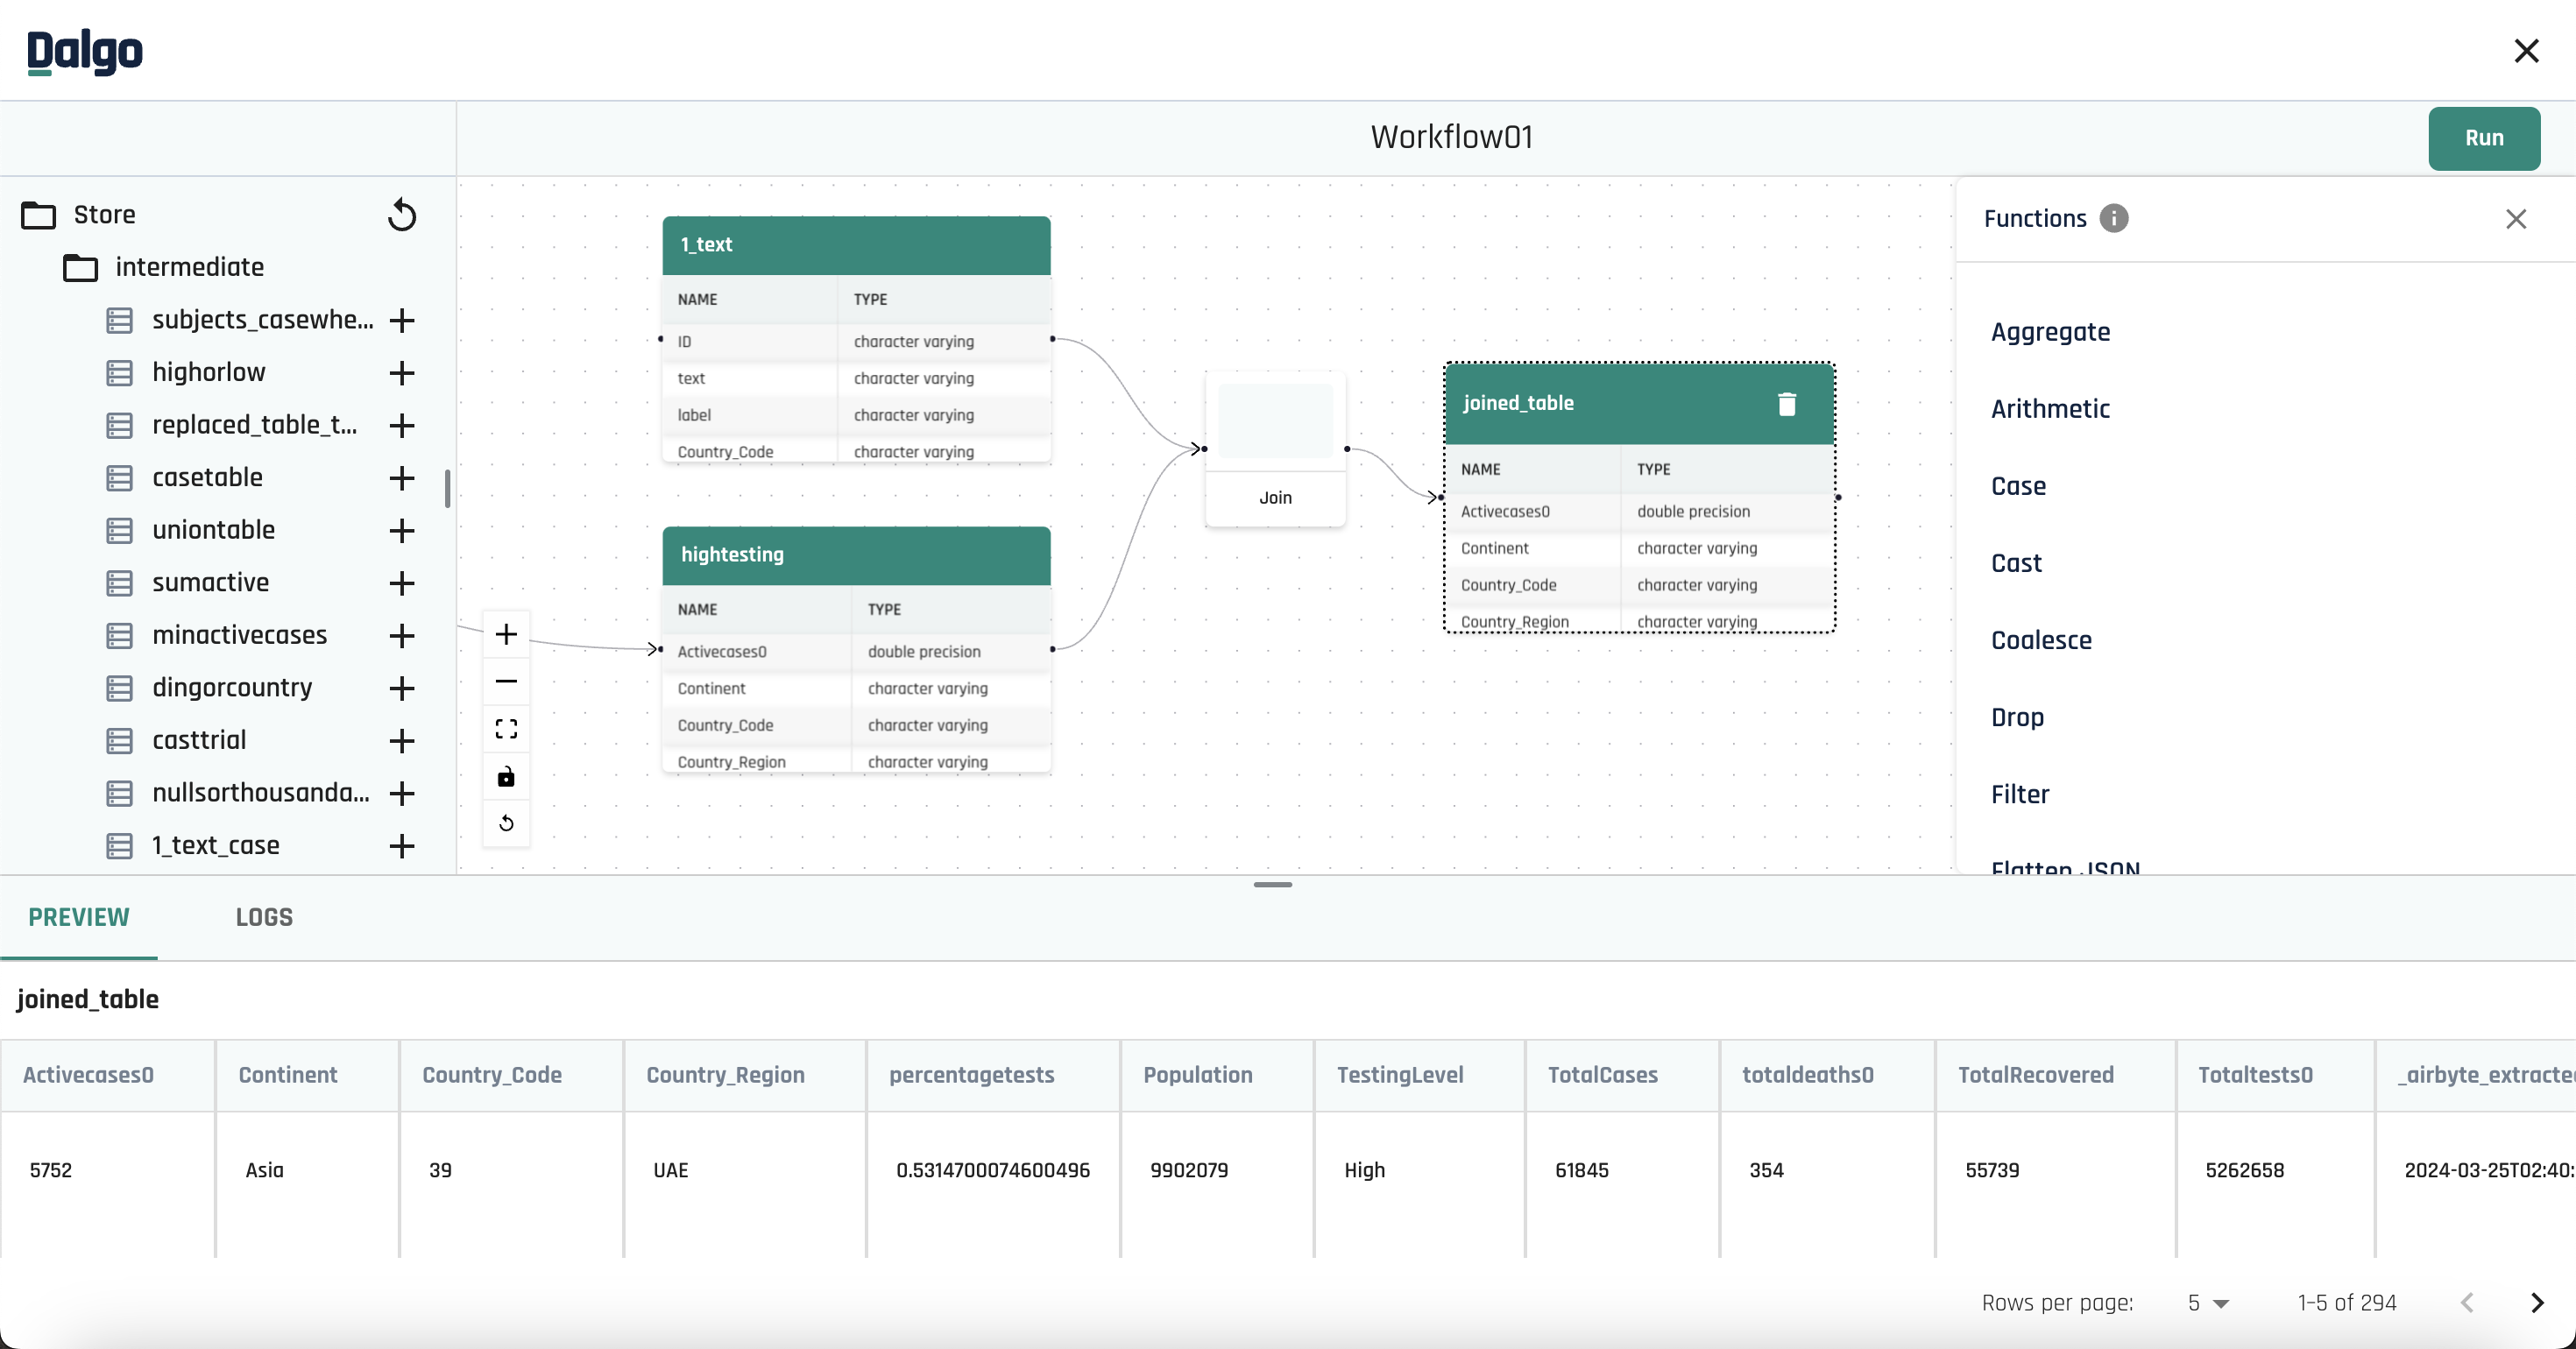 Dalgo
Workflow01
Run
Store
intermediate
subjects_casewhe...
highorlow
replaced_table_t...
casetable
uniontable
sumactive
minactivecases
dingorcountry
casttrial
nullsorthousanda...
1_text_case
1_text
NAME TYPE
ID character varying
text character varying
label character varying
Country_Code character varying
hightesting
NAME TYPE
Activecases0 double precision
Continent character varying
Country_Code character varying
Country_Region character varying
Join
joined_table
NAME TYPE
Activecases0 double precision
Continent character varying
Country_Code character varying
Country_Region character varying
Functions
Aggregate
Arithmetic
Case
Cast
Coalesce
Drop
Filter
Flatten JSON
PREVIEW LOGS
joined_table
Activecases0 Continent Country_Code Country_Region percentagetests Population TestingLevel TotalCases totaldeaths0 TotalRecovered Totaltests0 _airbyte_extracte
5752 Asia 39 UAE 0.5314700074600496 9902079 High 61845 354 55739 5262658 2024-03-25T02:40:
Rows per page: 5 1–5 of 294